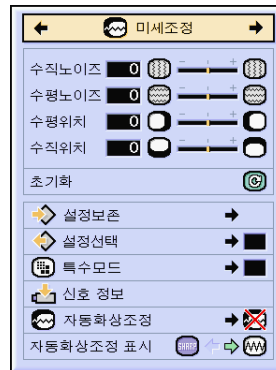 미세조정
수직노이즈 0 - +
수평노이즈 0 - +
수평위치 0 - +
수직위치 0 - +
초기화
설정보존
설정선택
특수모드
신호 정보
자동화상조정
자동화상조정 표시 SHARP